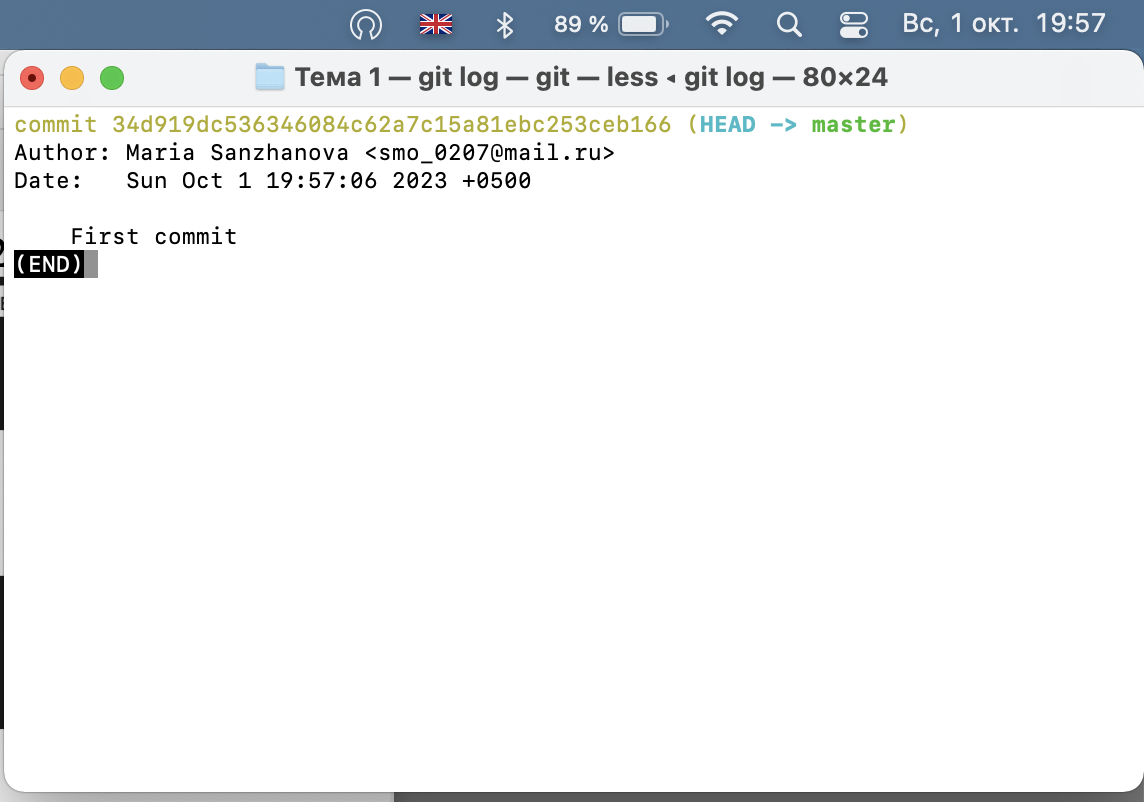 89 %
Вс, 1 окт. 19:57
Тема 1 — git log — git — less ◂ git log — 80×24
commit 34d919dc536346084c62a7c15a81ebc253ceb166 (HEAD -> master)
Author: Maria Sanzhanova <smo_0207@mail.ru>
Date:   Sun Oct 1 19:57:06 2023 +0500
    First commit
(END)